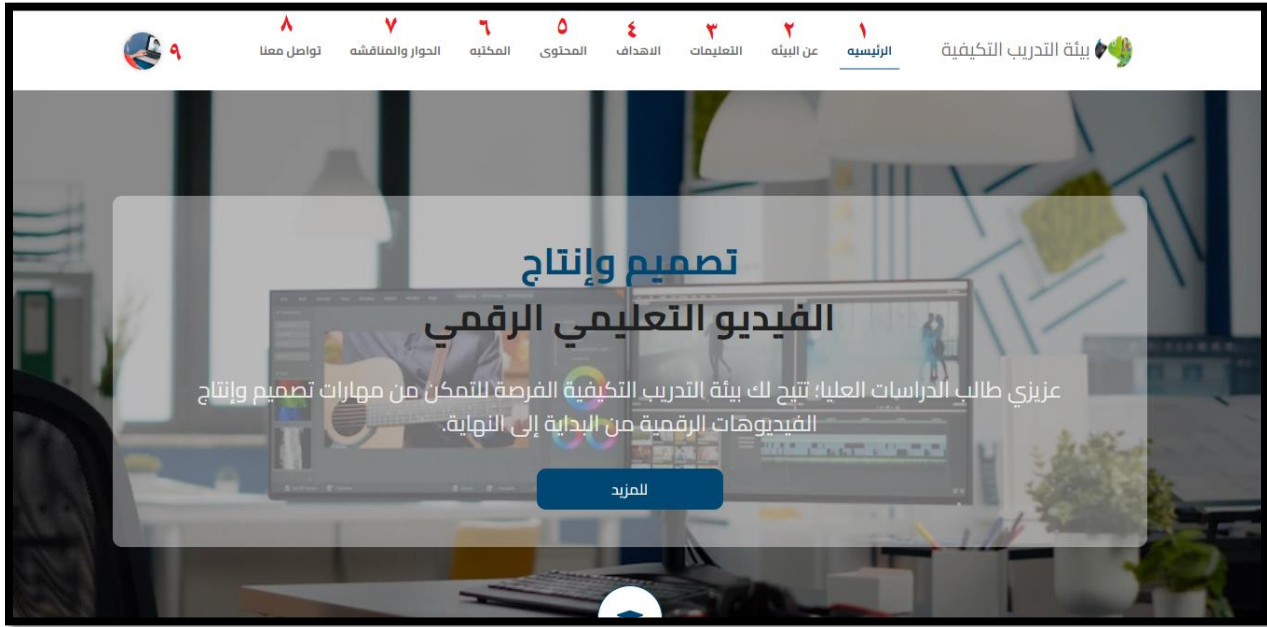 بيئة التدريب التكيفية
١ ٢ ٣ ٤ ٥ ٦ ٧ ٨
الرئيسيه عن البيئه التعليمات الاهداف المحتوى المكتبه الحوار والمناقشه تواصل معنا
٩
تصميم وإنتاج
الفيديو التعليمي الرقمي
عزيزي طالب الدراسات العليا؛ تتيح لك بيئة التدريب التكيفية الفرصة للتمكن من مهارات تصميم وإنتاج
الفيديوهات الرقمية من البداية إلى النهاية.
للمزيد